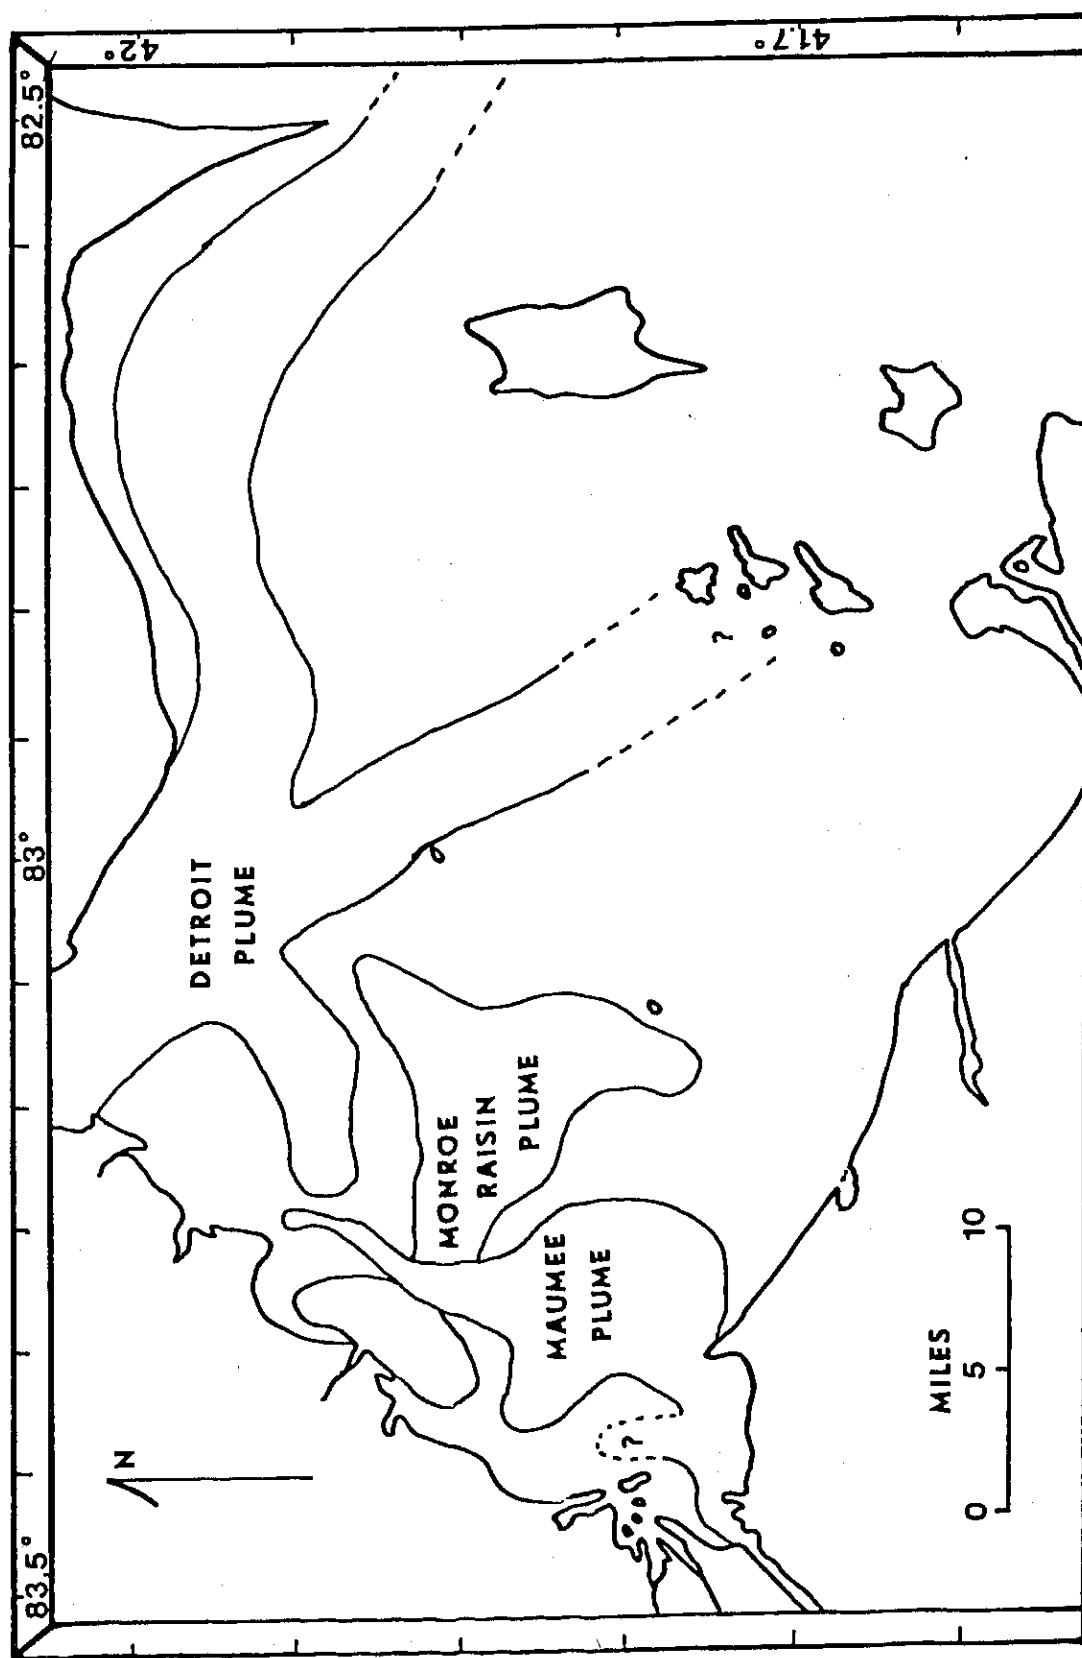 83.5°
83°
82.5°
42°
41.7°
N
DETROIT
PLUME
MONROE
RAISIN
PLUME
MAUMEE
PLUME
?
?
MILES
0 5 10